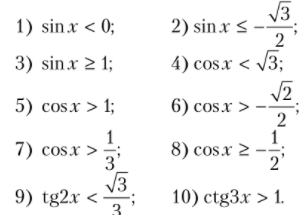 1) sin x < 0; 2) sin x ≤ −√3/2;
3) sin x ≥ 1; 4) cos x < √3;
5) cos x > 1; 6) cos x > −√2/2;
7) cos x > 1/3; 8) cos x ≥ −1/2;
9) tg2x < √3/3; 10) ctg3x > 1.